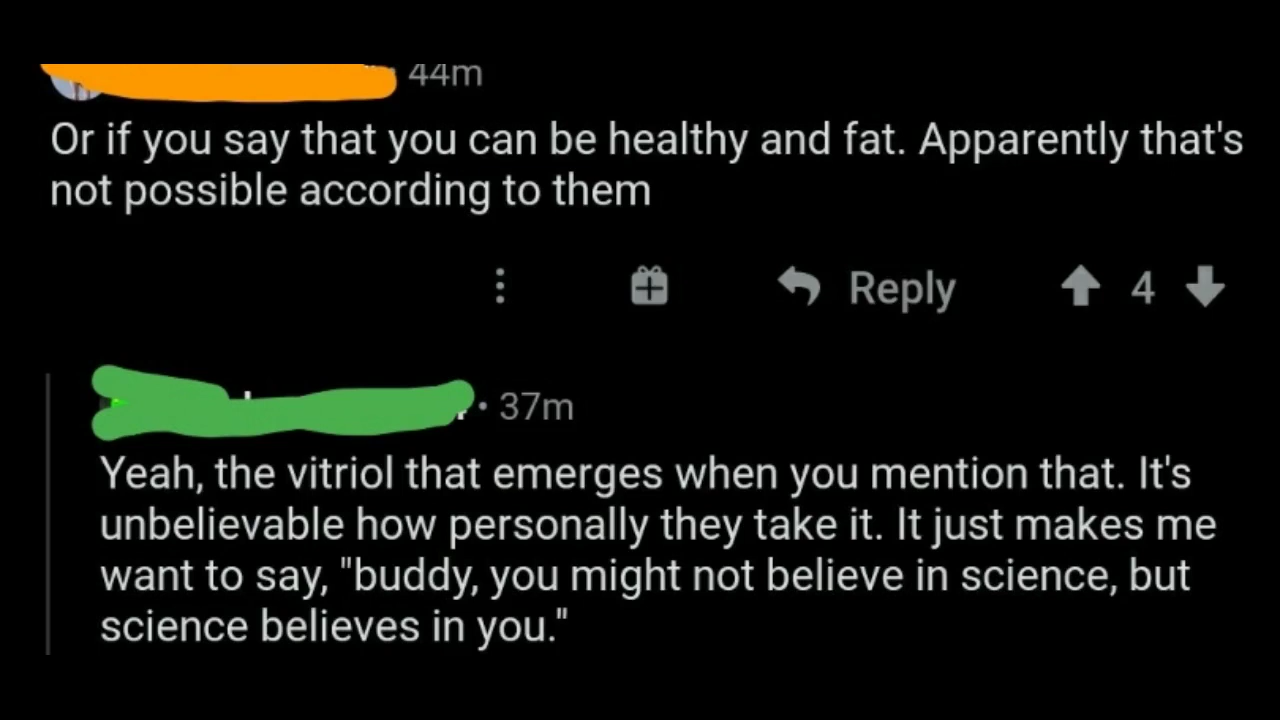 44m
Or if you say that you can be healthy and fat. Apparently that's
not possible according to them
Reply 4
• 37m
Yeah, the vitriol that emerges when you mention that. It's
unbelievable how personally they take it. It just makes me
want to say, "buddy, you might not believe in science, but
science believes in you."